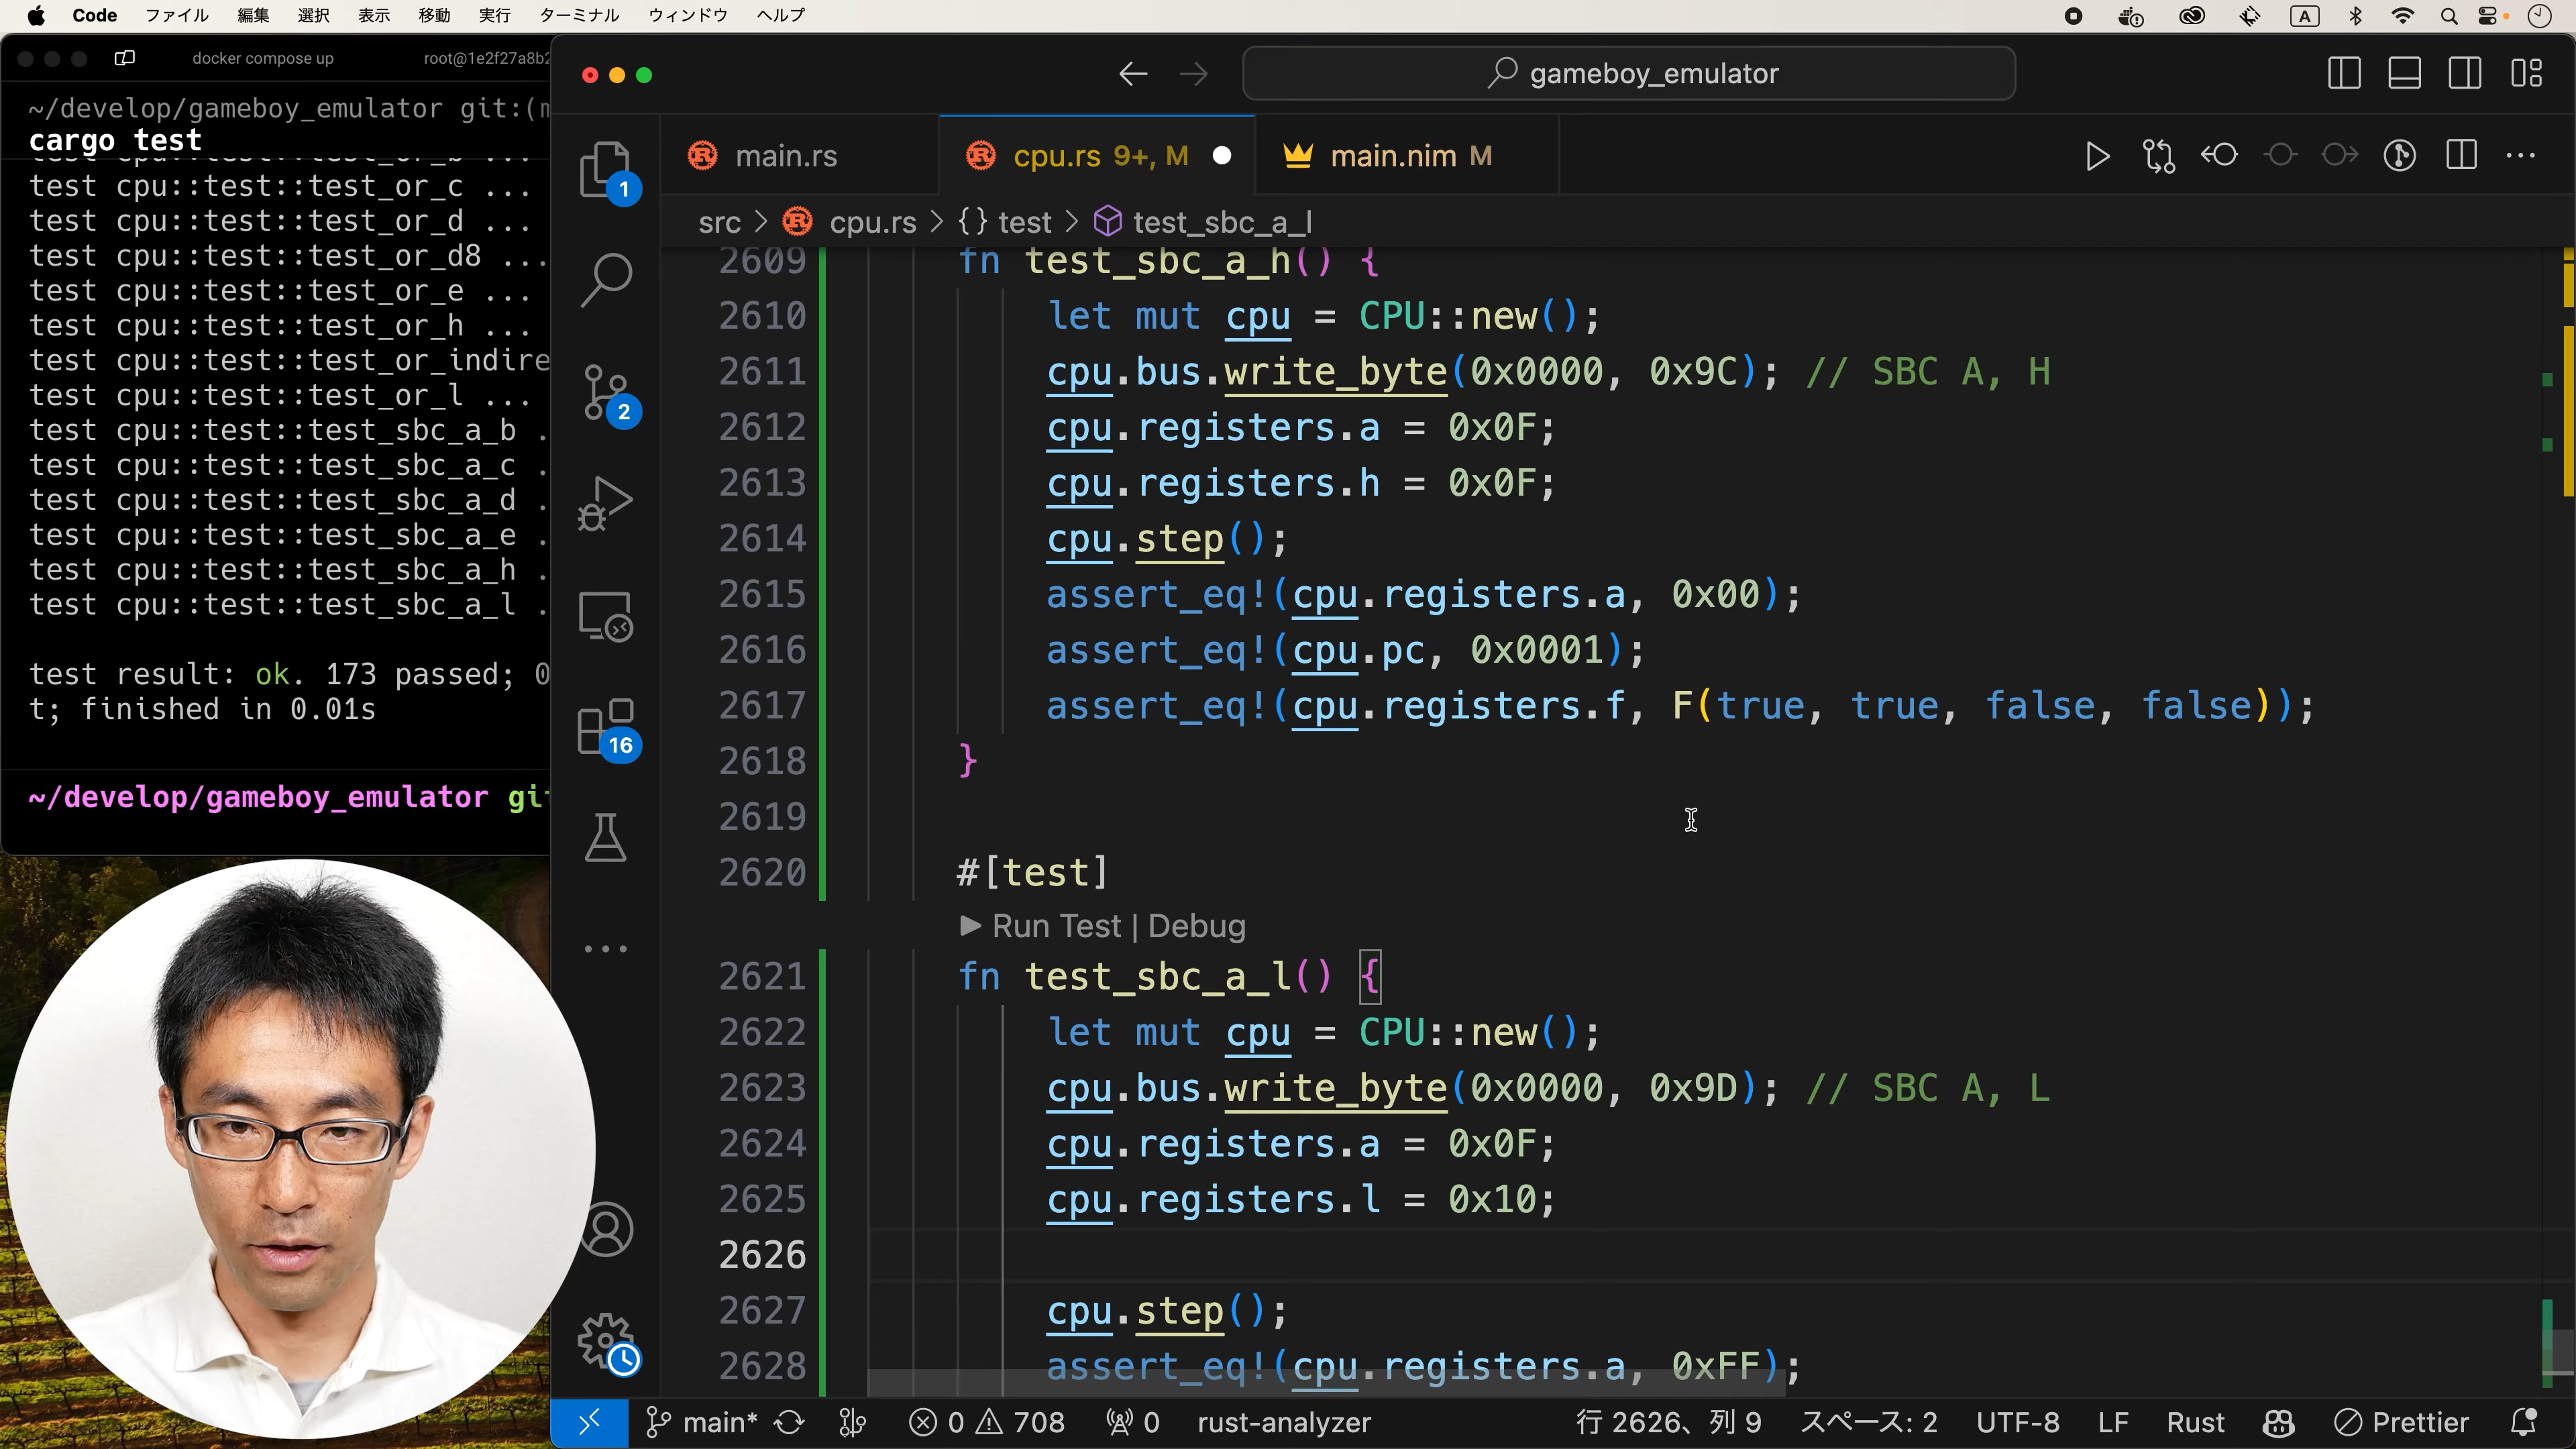 Code ファイル 編集 選択 表示 移動 実行 ターミナル ウィンドウ ヘルプ A
docker compose up root@1e2f27a8b2
~/develop/gameboy_emulator git:(m
cargo test
test cpu::test::test_or_b ...
test cpu::test::test_or_c ...
test cpu::test::test_or_d ...
test cpu::test::test_or_d8 ...
test cpu::test::test_or_e ...
test cpu::test::test_or_h ...
test cpu::test::test_or_indire
test cpu::test::test_or_l ...
test cpu::test::test_sbc_a_b .
test cpu::test::test_sbc_a_c .
test cpu::test::test_sbc_a_d .
test cpu::test::test_sbc_a_e .
test cpu::test::test_sbc_a_h .
test cpu::test::test_sbc_a_l .
test result: ok. 173 passed; 0
t; finished in 0.01s
~/develop/gameboy_emulator git
gameboy_emulator
1
2
16
main.rs
cpu.rs 9+, M
main.nim M
src > cpu.rs > {} test > test_sbc_a_l
2609 fn test_sbc_a_h() {
2610 let mut cpu = CPU::new();
2611 cpu.bus.write_byte(0x0000, 0x9C); // SBC A, H
2612 cpu.registers.a = 0x0F;
2613 cpu.registers.h = 0x0F;
2614 cpu.step();
2615 assert_eq!(cpu.registers.a, 0x00);
2616 assert_eq!(cpu.pc, 0x0001);
2617 assert_eq!(cpu.registers.f, F(true, true, false, false));
2618 }
2619
2620 #[test]
Run Test | Debug
2621 fn test_sbc_a_l() {
2622 let mut cpu = CPU::new();
2623 cpu.bus.write_byte(0x0000, 0x9D); // SBC A, L
2624 cpu.registers.a = 0x0F;
2625 cpu.registers.l = 0x10;
2626
2627 cpu.step();
2628 assert_eq!(cpu.registers.a, 0xFF);
main* 0 708 0 rust-analyzer 行 2626、列 9 スペース: 2 UTF-8 LF Rust Prettier